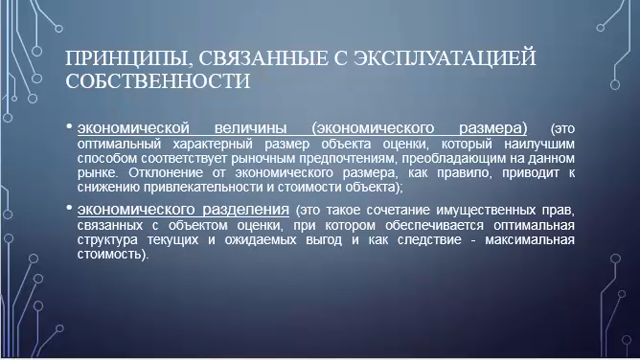 ПРИНЦИПЫ, СВЯЗАННЫЕ С ЭКСПЛУАТАЦИЕЙ
СОБСТВЕННОСТИ
• экономической величины (экономического размера) (это
оптимальный характерный размер объекта оценки, который наилучшим
способом соответствует рыночным предпочтениям, преобладающим на данном
рынке. Отклонение от экономического размера, как правило, приводит к
снижению привлекательности и стоимости объекта);
• экономического разделения (это такое сочетание имущественных прав,
связанных с объектом оценки, при котором обеспечивается оптимальная
структура текущих и ожидаемых выгод и как следствие - максимальная
стоимость).